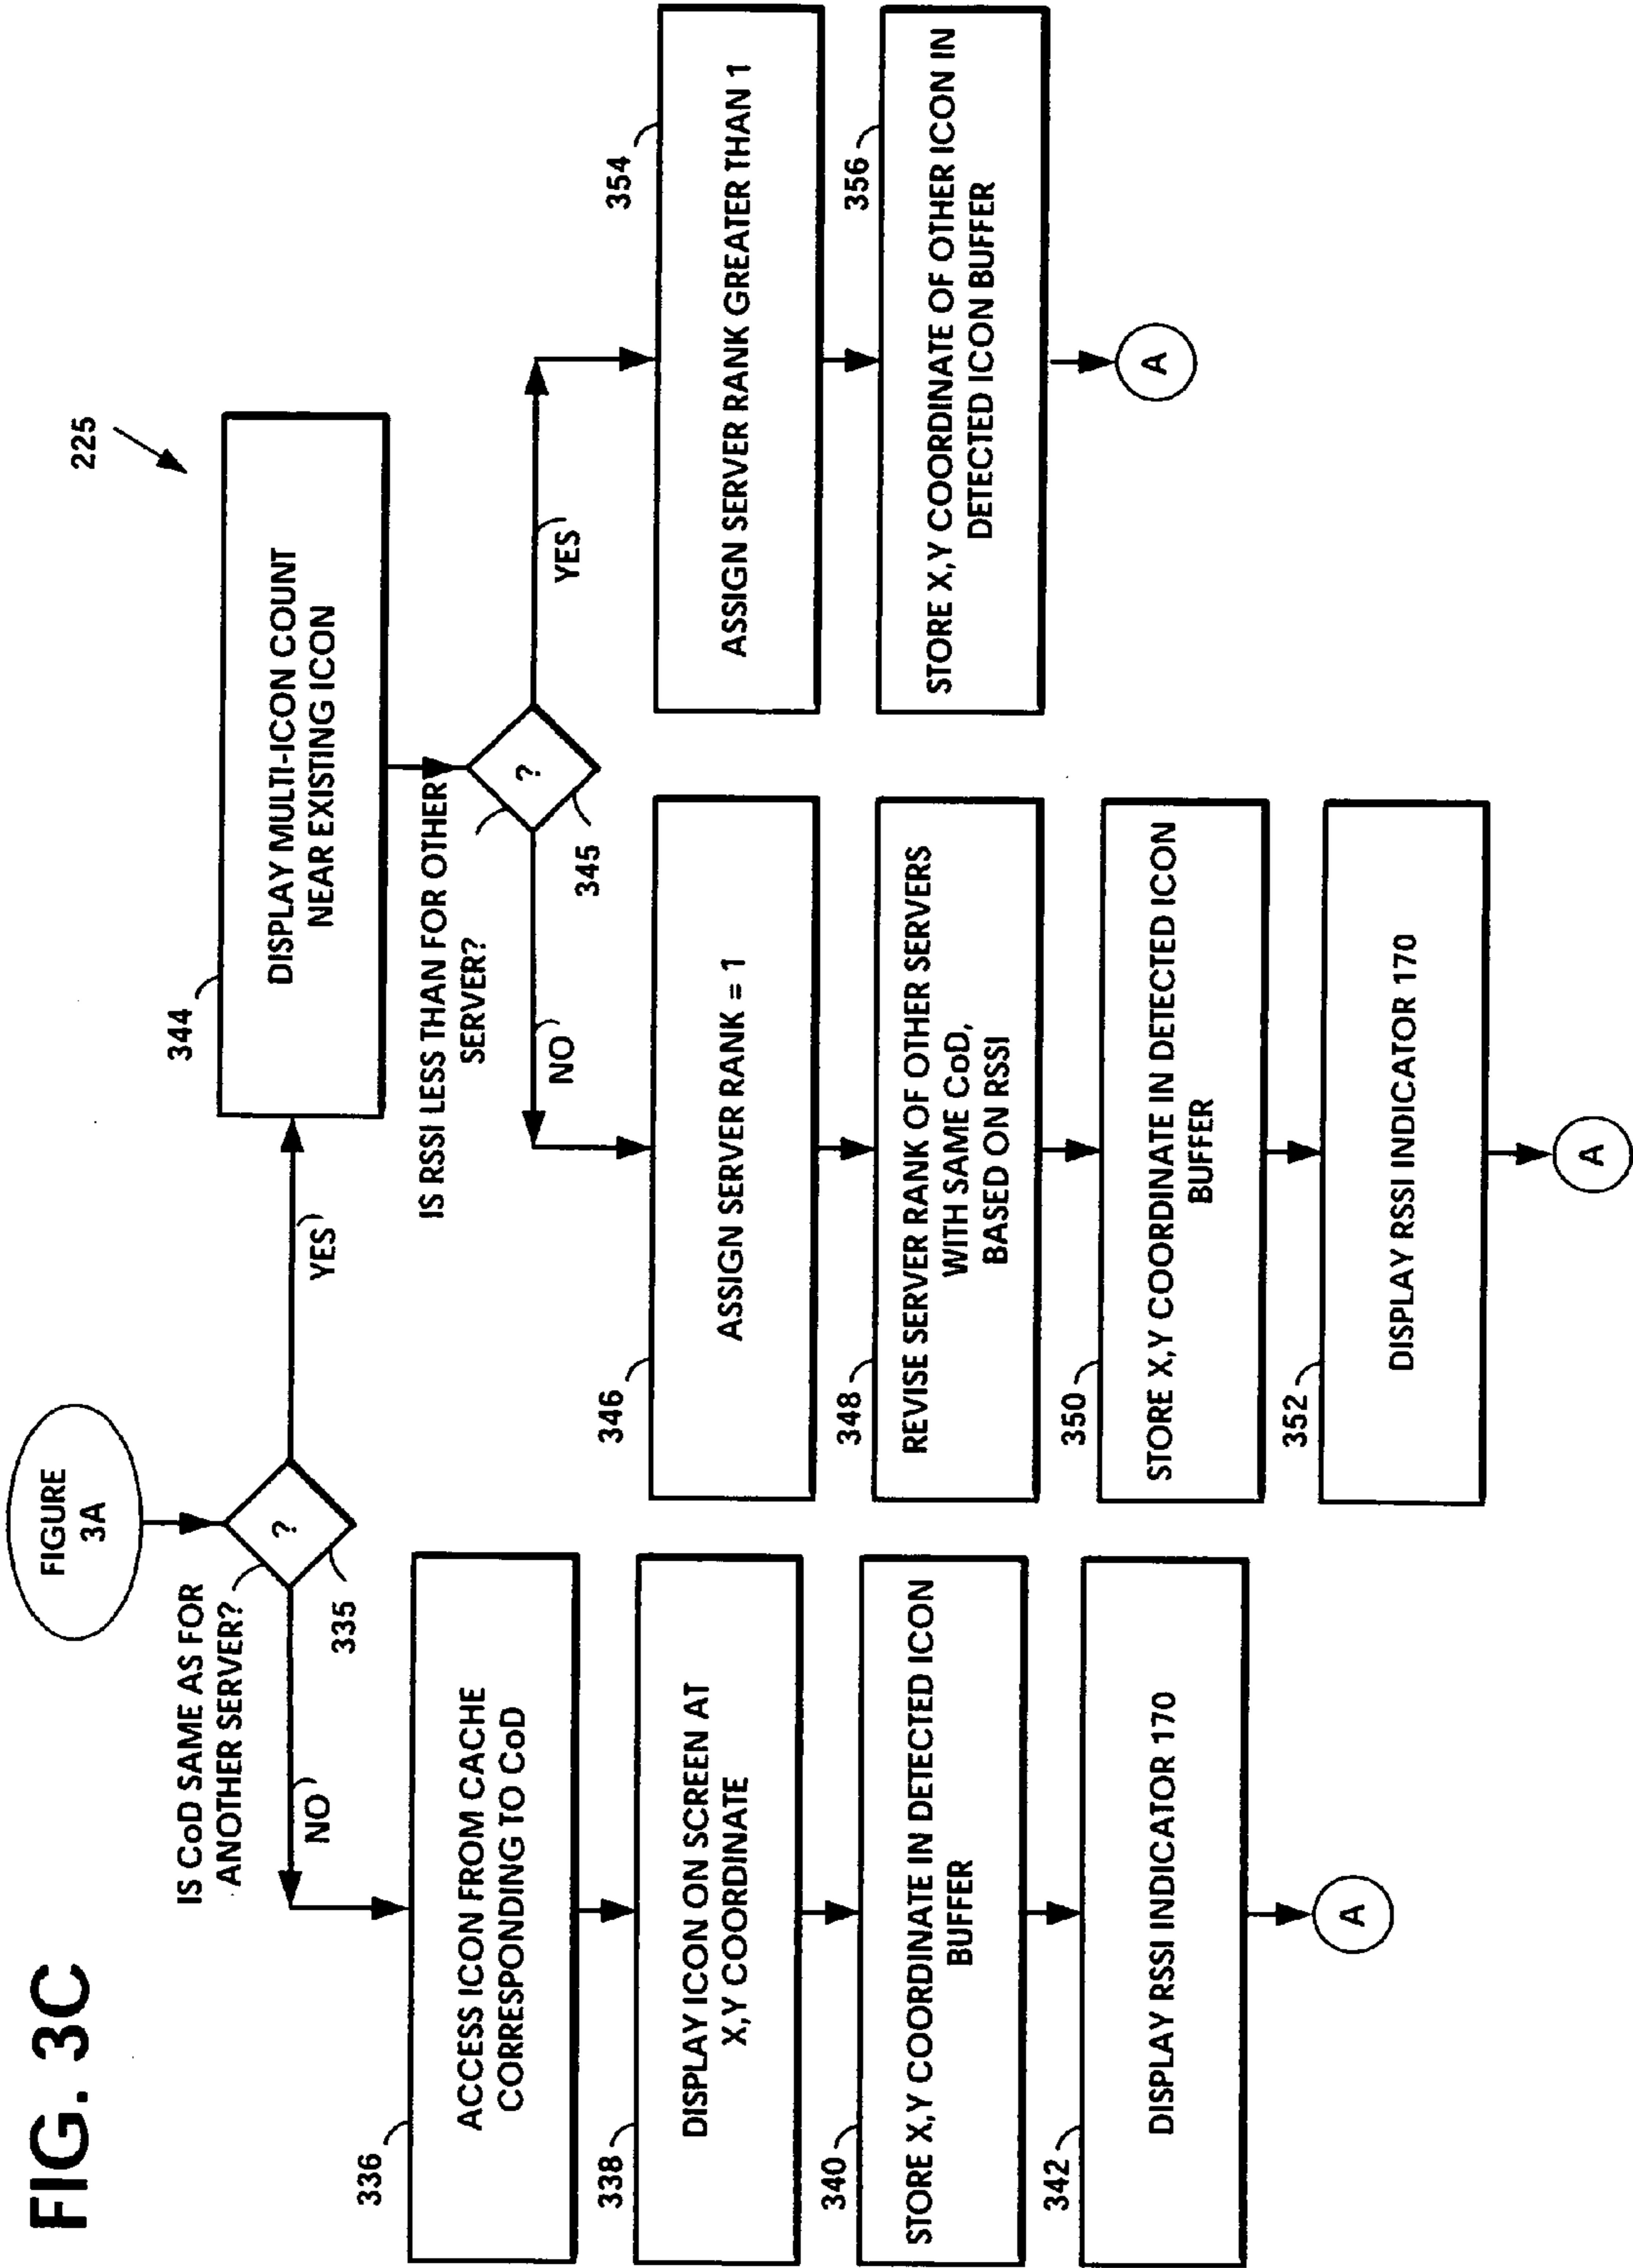 FIG. 3C
FIGURE
3A
225
IS CoD SAME AS FOR
ANOTHER SERVER?
?
335
NO
YES
336
ACCESS ICON FROM CACHE
CORRESPONDING TO CoD
338
DISPLAY ICON ON SCREEN AT
X,Y COORDINATE
340
STORE X,Y COORDINATE IN DETECTED ICON
BUFFER
342
DISPLAY RSSI INDICATOR 170
A
344
DISPLAY MULTI-ICON COUNT
NEAR EXISTING ICON
IS RSSI LESS THAN FOR OTHER
SERVER?
?
345
NO
YES
346
ASSIGN SERVER RANK = 1
348
REVISE SERVER RANK OF OTHER SERVERS
WITH SAME CoD,
BASED ON RSSI
350
STORE X,Y COORDINATE IN DETECTED ICON
BUFFER
352
DISPLAY RSSI INDICATOR 170
A
354
ASSIGN SERVER RANK GREATER THAN 1
356
STORE X,Y COORDINATE OF OTHER ICON IN
DETECTED ICON BUFFER
A